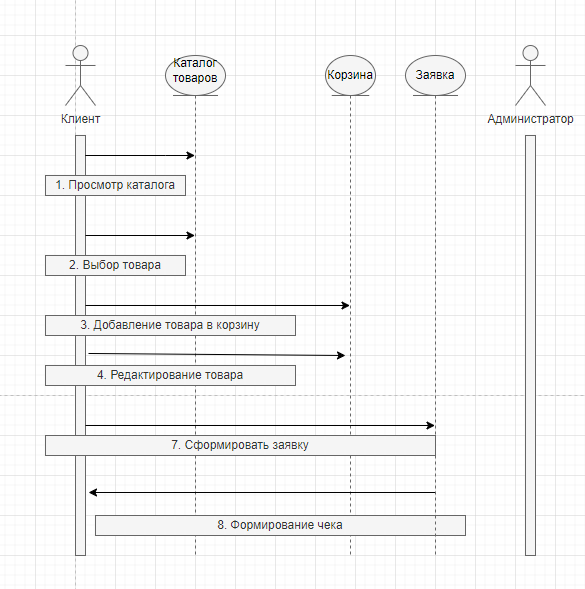 Каталог
товаров
Корзина
Заявка
Клиент
Администратор
1. Просмотр каталога
2. Выбор товара
3. Добавление товара в корзину
4. Редактирование товара
7. Сформировать заявку
8. Формирование чека